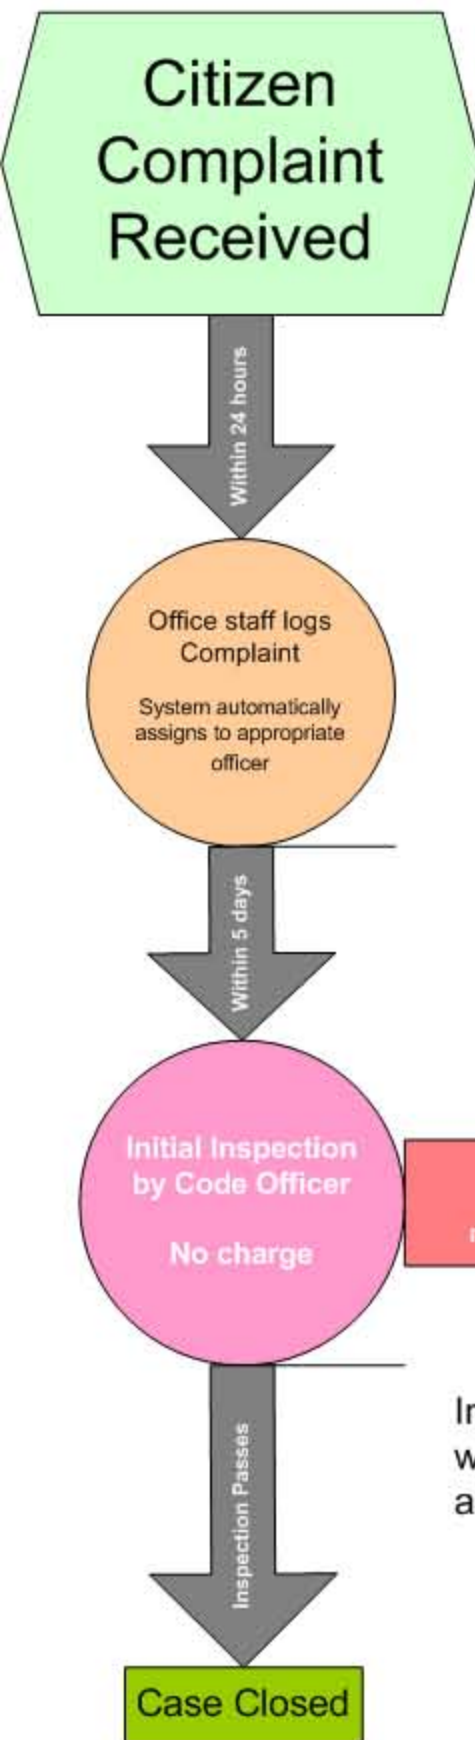 Citizen
Complaint
Received
Within 24 hours
Office staff logs
Complaint
System automatically
assigns to appropriate
officer
Within 5 days
Initial Inspection
by Code Officer
No charge
Inspection Passes
Case Closed